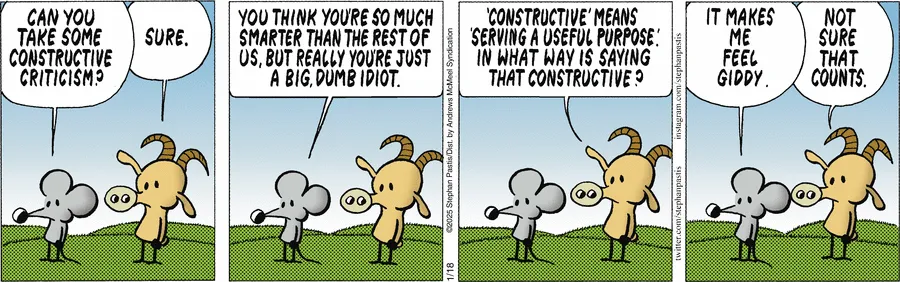 CAN YOU
TAKE SOME
CONSTRUCTIVE
CRITICISM?
SURE.
YOU THINK YOU'RE SO MUCH
SMARTER THAN THE REST OF
US, BUT REALLY YOU'RE JUST
A BIG, DUMB IDIOT.
©2025 Stephan Pastis/Dist. by Andrews McMeel Syndication
1/18
'CONSTRUCTIVE' MEANS
'SERVING A USEFUL PURPOSE.'
IN WHAT WAY IS SAYING
THAT CONSTRUCTIVE?
twitter.com/stephanpastis
instagram.com/stephanpastis
IT MAKES
ME
FEEL
GIDDY.
NOT
SURE
THAT
COUNTS.